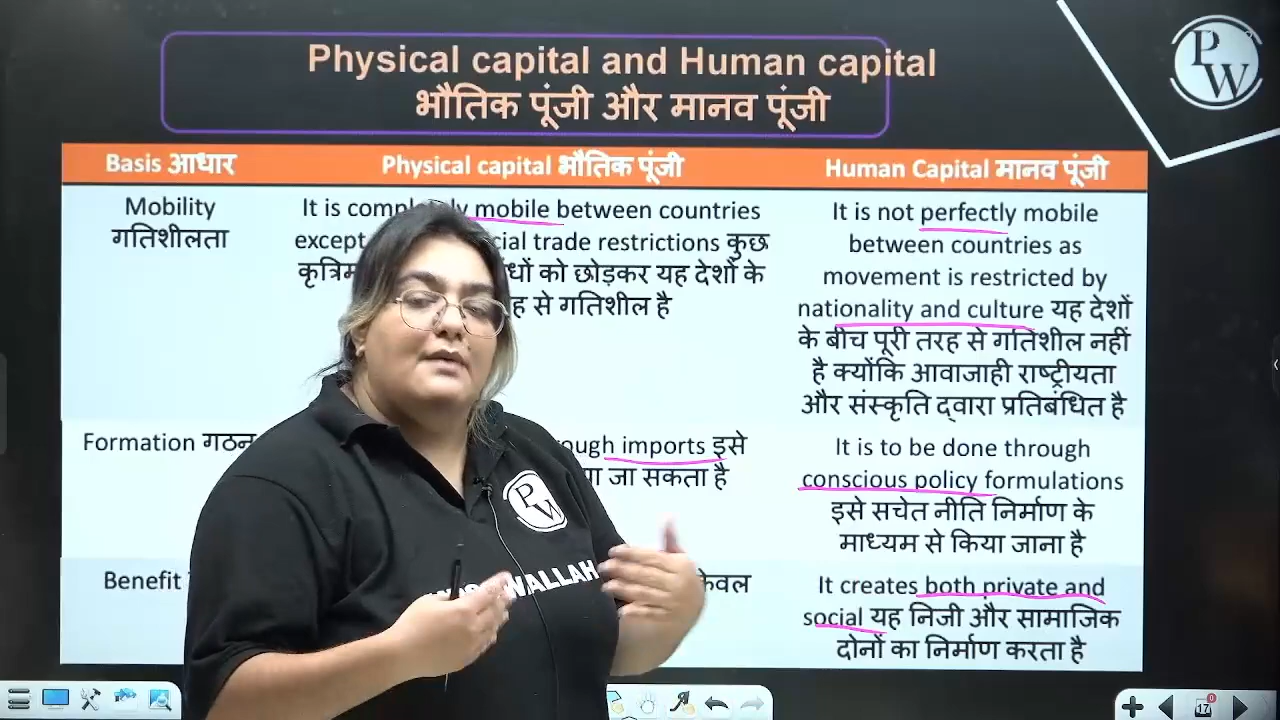 Physical capital and Human capital
भौतिक पूंजी और मानव पूंजी
PW
Basis आधार
Physical capital भौतिक पूंजी
Human Capital मानव पूंजी
Mobility
गतिशीलता
It is mobile between countries
except trade restrictions कुछ
को छोड़कर यह देशों के
से गतिशील है
It is not perfectly mobile
between countries as
movement is restricted by
nationality and culture यह देशों
के बीच पूरी तरह से गतिशील नहीं
है क्योंकि आवाजाही राष्ट्रीयता
और संस्कृति द्वारा प्रतिबंधित है
Formation गठन
imports इसे
जा सकता है
It is to be done through
conscious policy formulations
इसे सचेत नीति निर्माण के
माध्यम से किया जाना है
Benefit
It creates both private and
social यह निजी और सामाजिक
दोनों का निर्माण करता है
PW
WALLAH
17